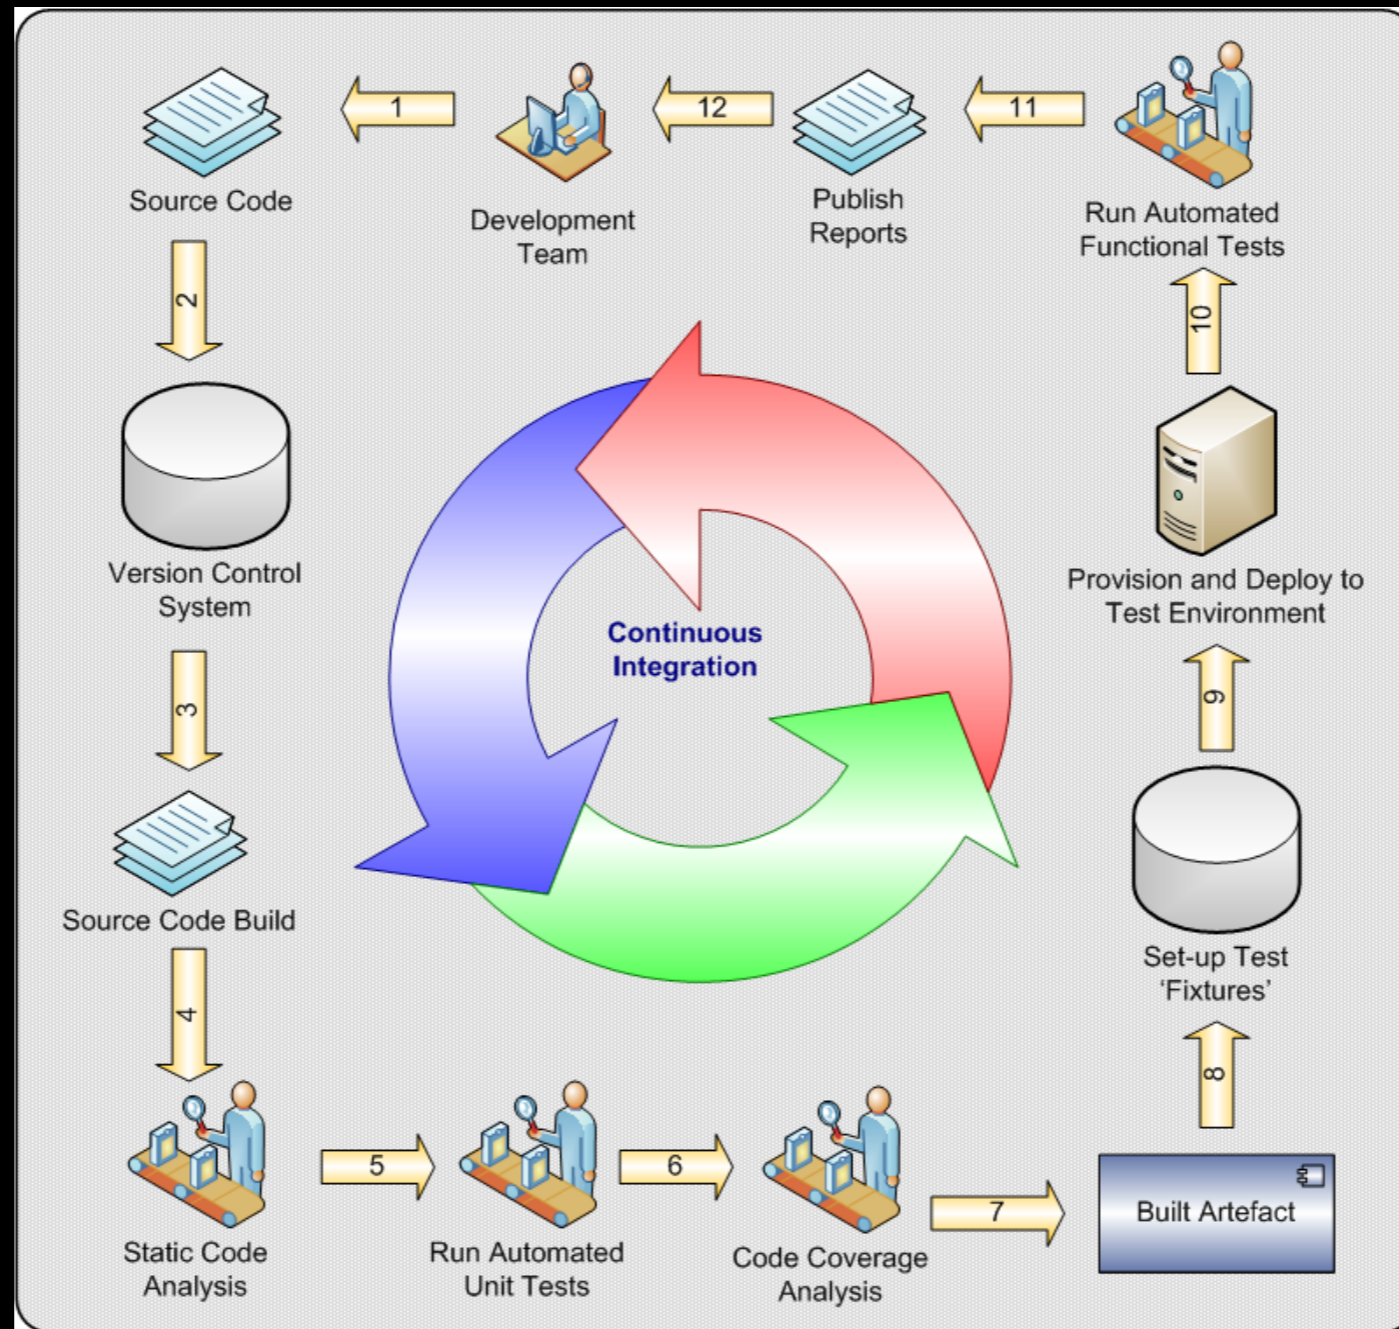 1
12
11
Source Code
Development
Team
Publish
Reports
Run Automated
Functional Tests
2
10
Version Control
System
Provision and Deploy to
Test Environment
Continuous
Integration
3
9
Source Code Build
Set-up Test
‘Fixtures’
4
8
5
6
7
Built Artefact
Static Code
Analysis
Run Automated
Unit Tests
Code Coverage
Analysis